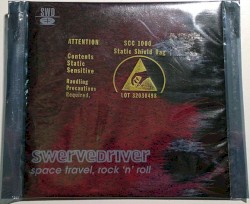 SWD
ATTENTION
Contents
Static
Sensitive
Handling
Precautions
Required.
SCC 1000
Static Shield Bag
LOT 32030494
swervedriver
space travel, rock 'n' roll